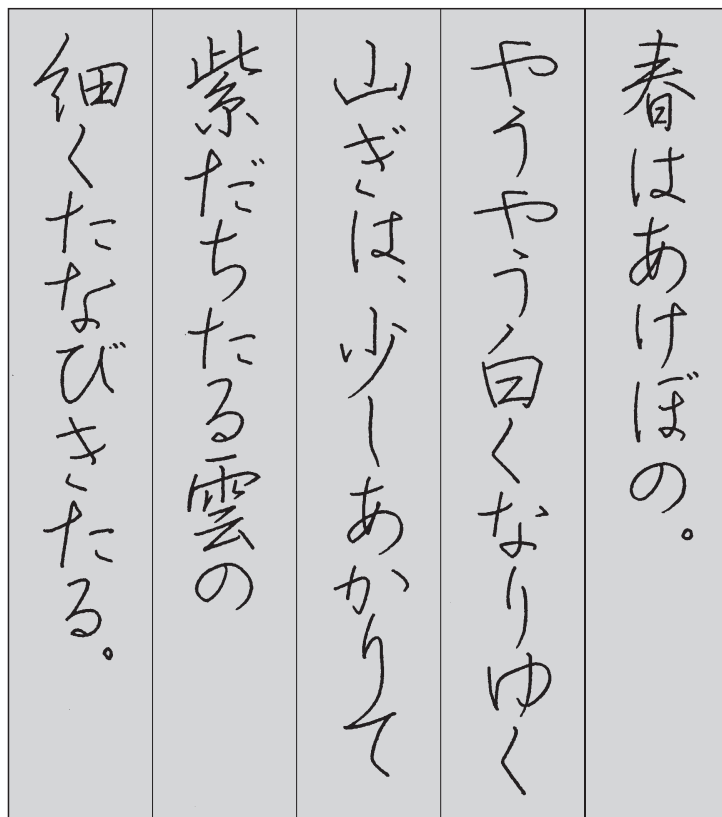 春はあけぼの。
やうやう白くなりゆく
山ぎは、少しあかりて
紫だちたる雲の
細くたなびきたる。